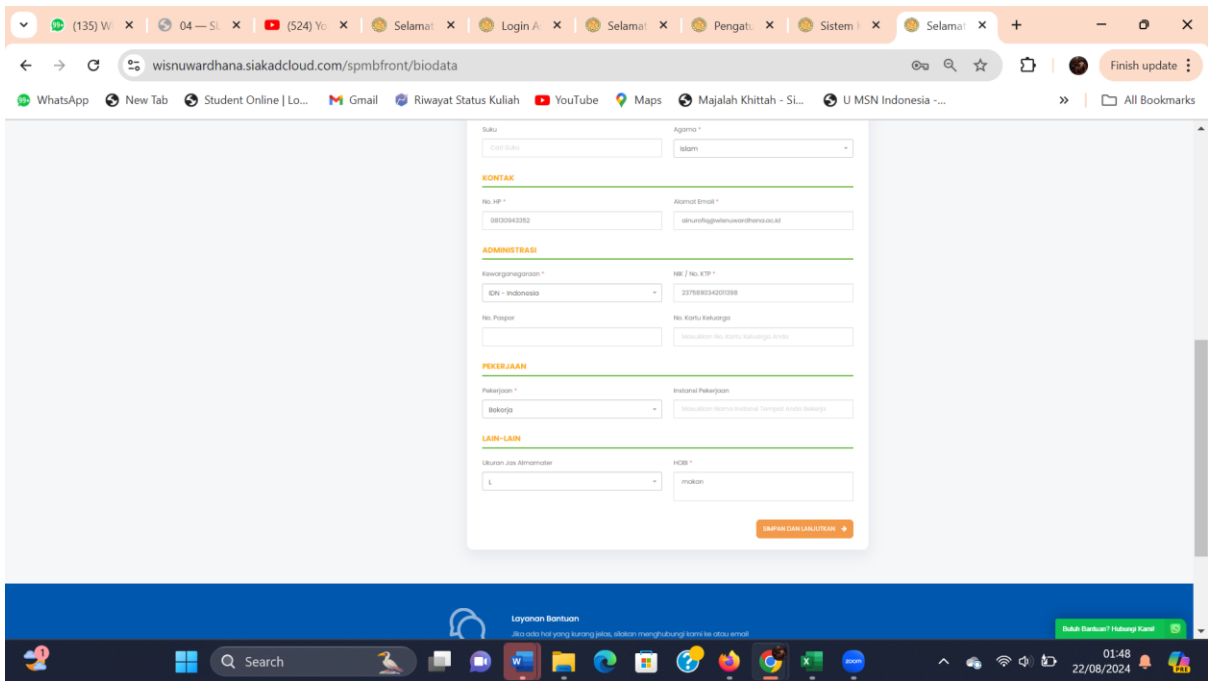 (135) W
04 — SL
(524) Yo
Selamat
Login A
Selamat
Pengatu
Sistem I
Selamat
wisnuwardhana.siakadcloud.com/spmbfront/biodata
Finish update
WhatsApp
New Tab
Student Online | Lo...
Gmail
Riwayat Status Kuliah
YouTube
Maps
Majalah Khittah - Si...
U MSN Indonesia -...
All Bookmarks
Suku
Agama *
Cari Suku
Islam
KONTAK
No. HP *
Alamat Email *
08130943352
ainurofiq@wisnuwardhana.ac.id
ADMINISTRASI
Kewarganegaraan *
NIK / No. KTP *
IDN - Indonesia
No. Paspor
No. Kartu Keluarga
Masukkan No. Kartu Keluarga Anda
PEKERJAAN
Pekerjaan *
Instansi Pekerjaan
Bekerja
Masukkan Nama Instansi Tempat Anda Bekerja
LAIN-LAIN
Ukuran Jas Almamater
HOBI *
L
makan
SIMPAN DAN LANJUTKAN
Layanan Bantuan
Jika ada hal yang kurang jelas, silakan menghubungi kami ke atau email
Butuh Bantuan? Hubungi Kami!
Search
01:48
22/08/2024